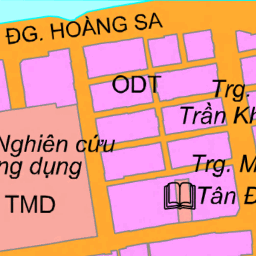 ĐG. HOÀNG SA
ODT
Trg.
Trần Kh
Nghiên cứu
ng dụng
Trg. M
TMD
Tân Đ